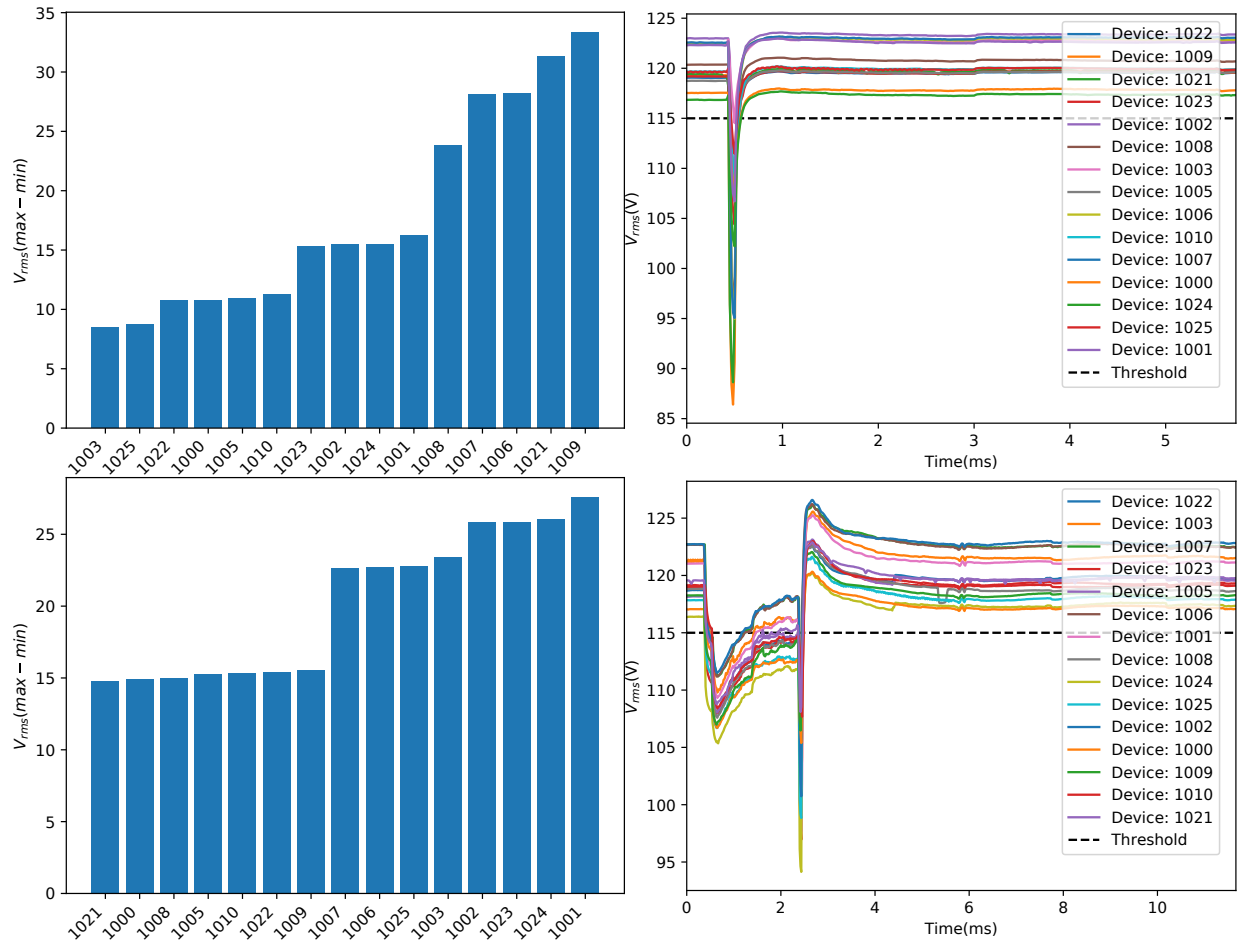 35
30
25
20
15
10
5
0
V_rms(max − min)
1003
1025
1022
1000
1005
1010
1023
1002
1024
1001
1008
1007
1006
1021
1009
125
120
115
110
105
100
95
90
85
V_rms(V)
0 1 2 3 4 5
Time(ms)
Device: 1022
Device: 1009
Device: 1021
Device: 1023
Device: 1002
Device: 1008
Device: 1003
Device: 1005
Device: 1006
Device: 1010
Device: 1007
Device: 1000
Device: 1024
Device: 1025
Device: 1001
Threshold
25
20
15
10
5
0
V_rms(max − min)
1021
1000
1008
1005
1010
1022
1009
1007
1006
1025
1003
1002
1023
1024
1001
125
120
115
110
105
100
95
V_rms(V)
0 2 4 6 8 10
Time(ms)
Device: 1022
Device: 1003
Device: 1007
Device: 1023
Device: 1005
Device: 1006
Device: 1001
Device: 1008
Device: 1024
Device: 1025
Device: 1002
Device: 1000
Device: 1009
Device: 1010
Device: 1021
Threshold